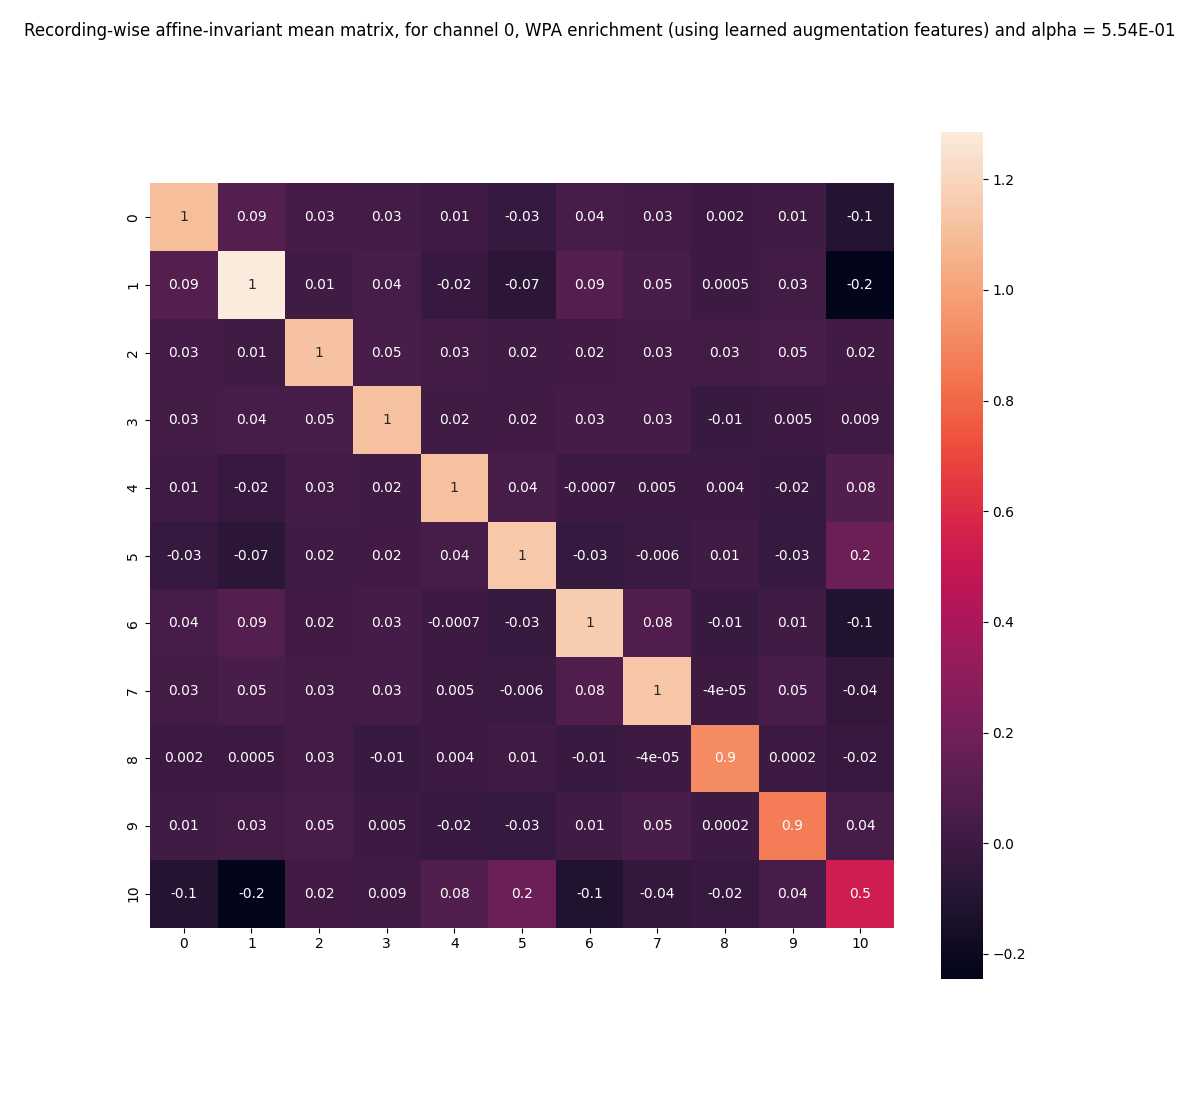 Recording-wise affine-invariant mean matrix, for channel 0, WPA enrichment (using learned augmentation features) and alpha = 5.54E-01
0 1 0.09 0.03 0.03 0.01 -0.03 0.04 0.03 0.002 0.01 -0.1
1 0.09 1 0.01 0.04 -0.02 -0.07 0.09 0.05 0.0005 0.03 -0.2
2 0.03 0.01 1 0.05 0.03 0.02 0.02 0.03 0.03 0.05 0.02
3 0.03 0.04 0.05 1 0.02 0.02 0.03 0.03 -0.01 0.005 0.009
4 0.01 -0.02 0.03 0.02 1 0.04 -0.0007 0.005 0.004 -0.02 0.08
5 -0.03 -0.07 0.02 0.02 0.04 1 -0.03 -0.006 0.01 -0.03 0.2
6 0.04 0.09 0.02 0.03 -0.0007 -0.03 1 0.08 -0.01 0.01 -0.1
7 0.03 0.05 0.03 0.03 0.005 -0.006 0.08 1 -4e-05 0.05 -0.04
8 0.002 0.0005 0.03 -0.01 0.004 0.01 -0.01 -4e-05 0.9 0.0002 -0.02
9 0.01 0.03 0.05 0.005 -0.02 -0.03 0.01 0.05 0.0002 0.9 0.04
10 -0.1 -0.2 0.02 0.009 0.08 0.2 -0.1 -0.04 -0.02 0.04 0.5
0 1 2 3 4 5 6 7 8 9 10
1.2
1.0
0.8
0.6
0.4
0.2
0.0
−0.2